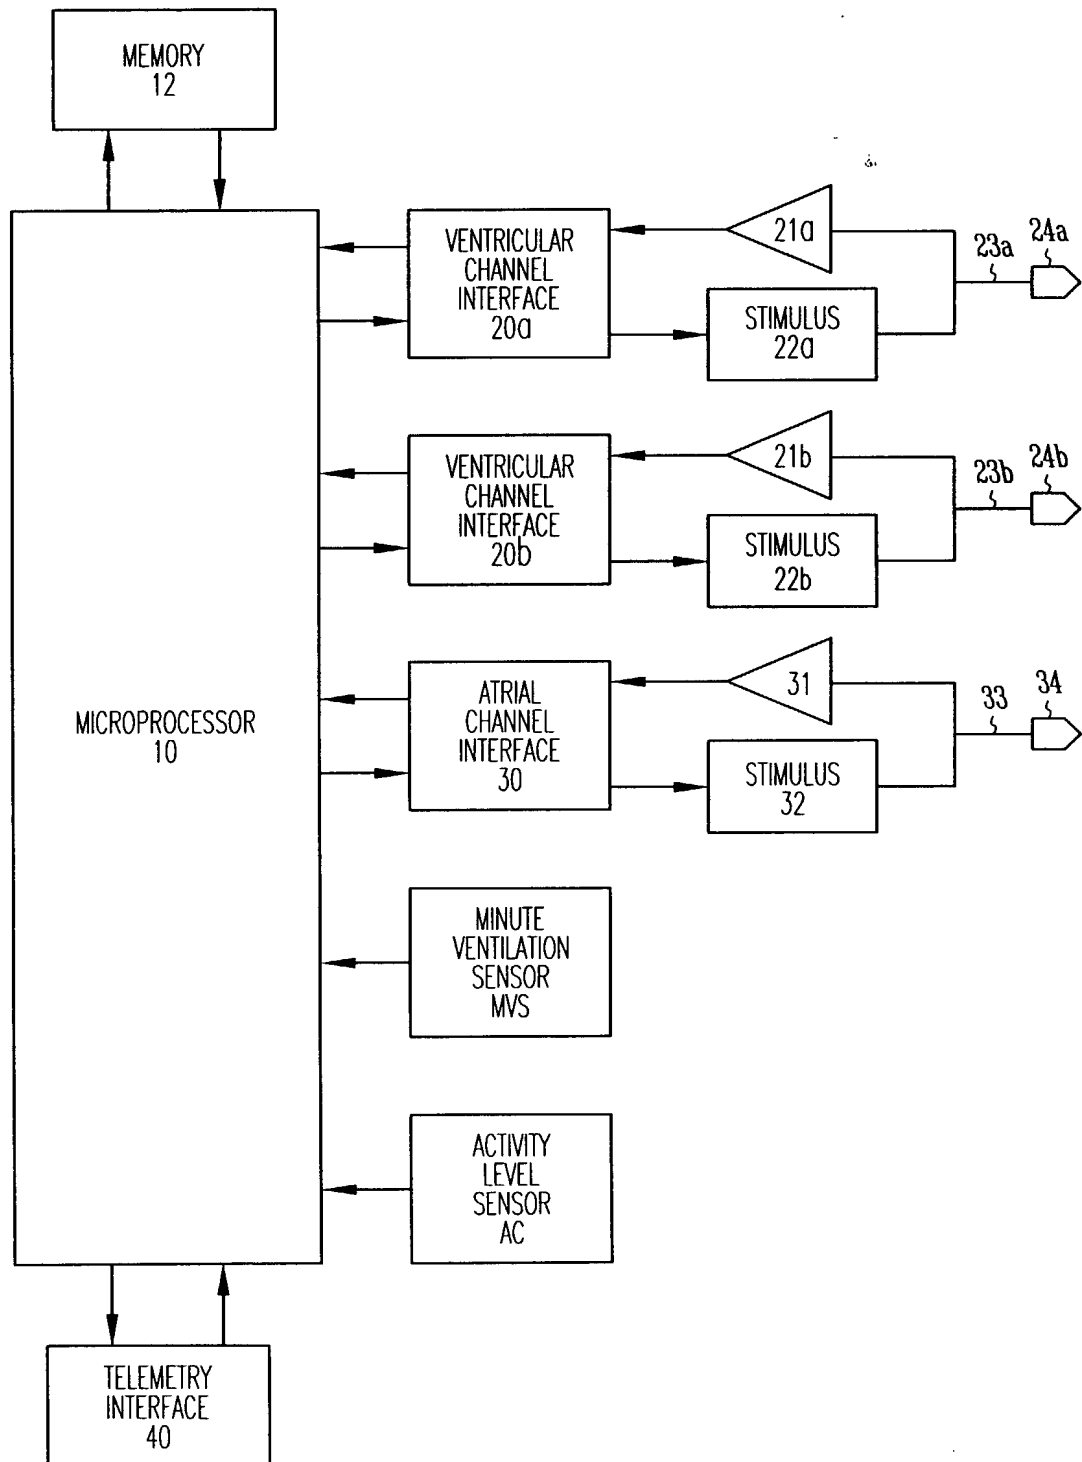 MEMORY
12
VENTRICULAR
CHANNEL
INTERFACE
20a
21a
STIMULUS
22a
23a
24a
VENTRICULAR
CHANNEL
INTERFACE
20b
21b
STIMULUS
22b
23b
24b
MICROPROCESSOR
10
ATRIAL
CHANNEL
INTERFACE
30
31
STIMULUS
32
33
34
MINUTE
VENTILATION
SENSOR
MVS
ACTIVITY
LEVEL
SENSOR
AC
TELEMETRY
INTERFACE
40